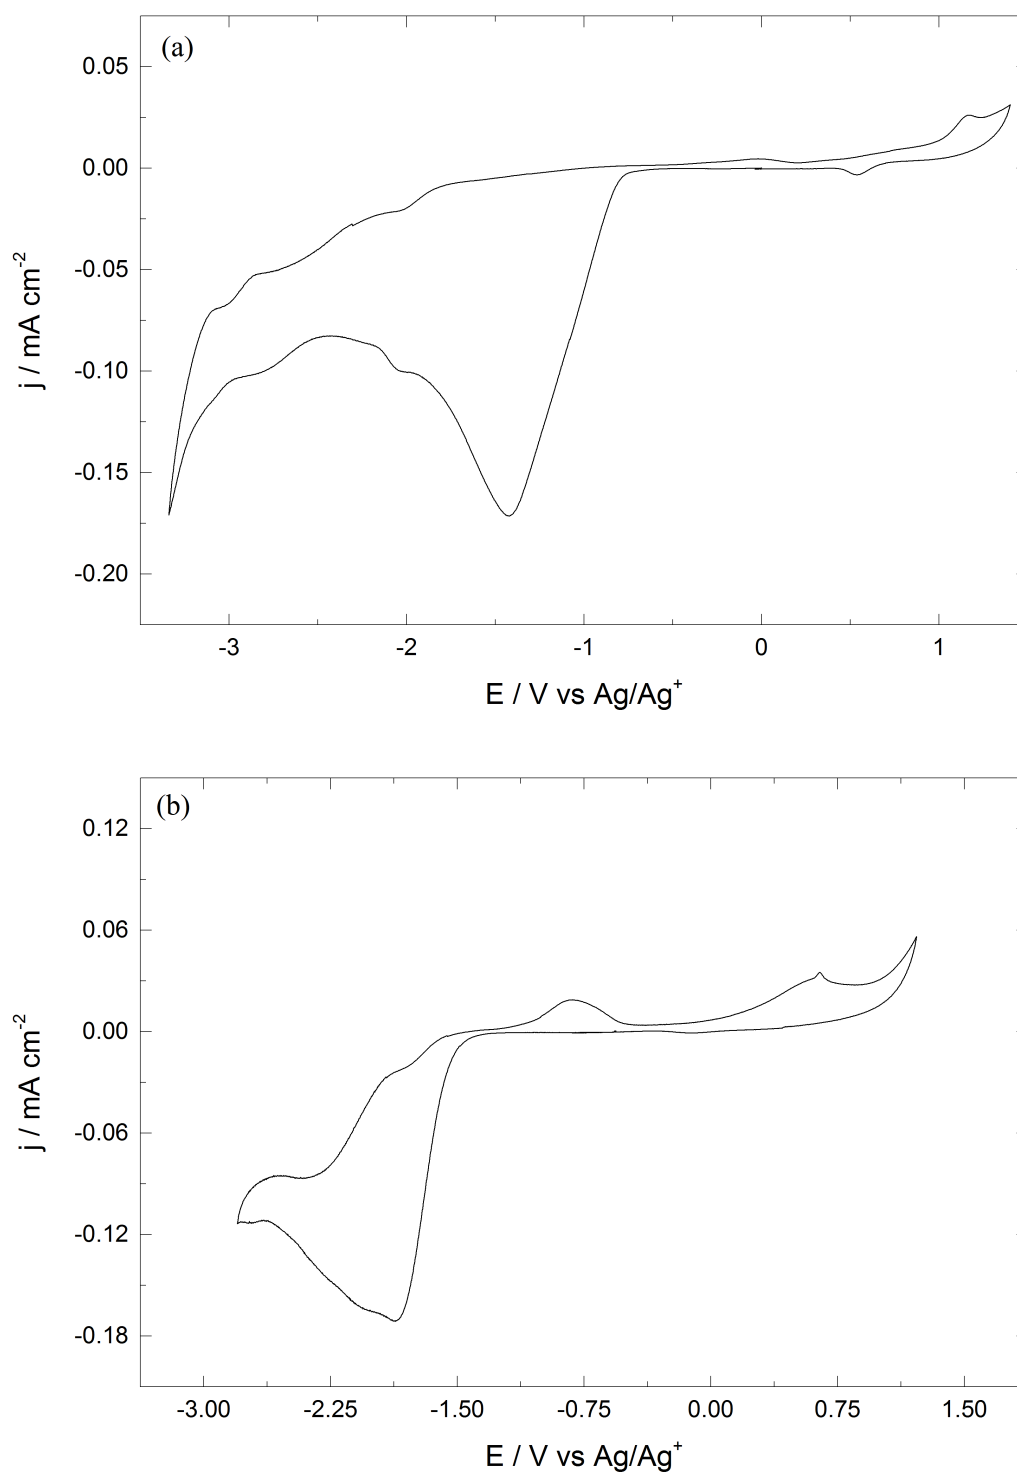 (a)
0.05
0.00
-0.05
-0.10
-0.15
-0.20
j / mA cm-2
-3 -2 -1 0 1
E / V vs Ag/Ag+
(b)
0.12
0.06
0.00
-0.06
-0.12
-0.18
j / mA cm-2
-3.00 -2.25 -1.50 -0.75 0.00 0.75 1.50
E / V vs Ag/Ag+